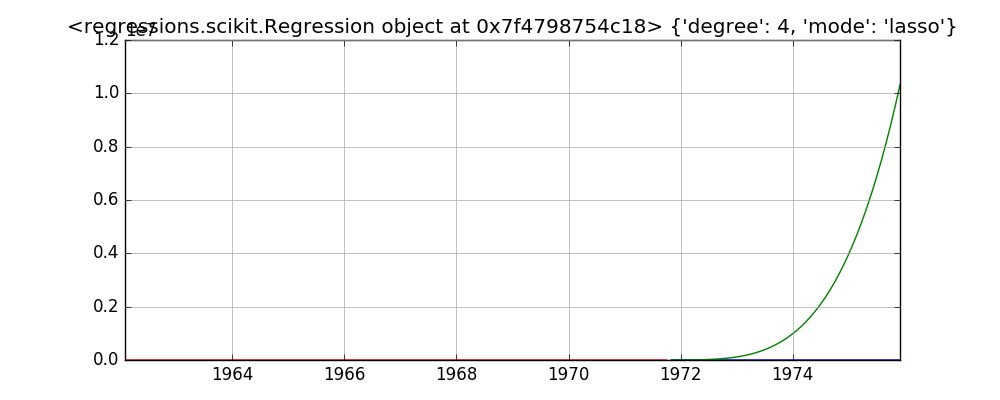 <regressions.scikit.Regression object at 0x7f4798754c18> {'degree': 4, 'mode': 'lasso'}
1e7
1.2
1.0
0.8
0.6
0.4
0.2
0.0
1964 1966 1968 1970 1972 1974